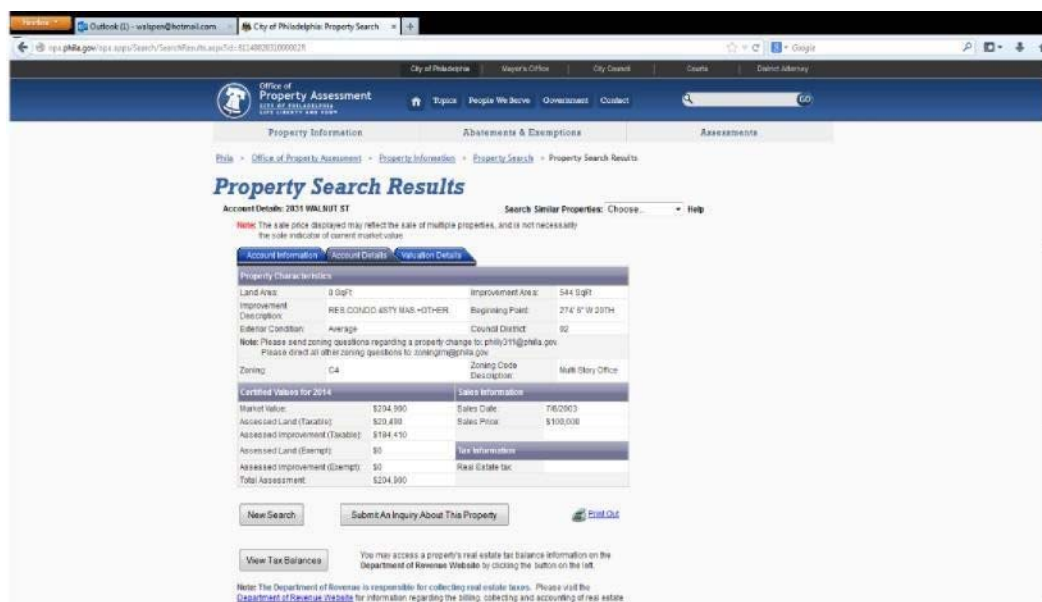 Firefox
Outlook (1) - walspen@hotmail.com
City of Philadelphia: Property Search
Google
City of Philadelphia | Mayor's Office | City Council | Courts | District Attorney
Office of
Property Assessment
CITY OF PHILADELPHIA
LIFE LIBERTY AND YOU™
Topics People We Serve Government Contact
GO
Property Information Abatements & Exemptions Assessments
Phila > Office of Property Assessment > Property Information > Property Search > Property Search Results
Property Search Results
Account Details: 2031 WALNUT ST
Search Similar Properties: Choose... Help
Note: The sale price displayed may reflect the sale of multiple properties, and is not necessarily
the sole indicator of current market value
Account Information Account Details Valuation Details
Property Characteristics
Land Area: 0 SqFt Improvement Area: 544 SqFt
Improvement Description: RES.CONDO 4STY MAS.+OTHER Beginning Point: 274' 5" W 20TH
Exterior Condition: Average Council District: 02
Note: Please send zoning questions regarding a property change to: philly311@phila.gov.
Please direct all other zoning questions to: zoningrm@phila.gov
Zoning: C4 Zoning Code Description: Multi Story Office
Certified Values for 2014 Sales Information
Market Value: $204,900 Sales Date: 7/6/2003
Assessed Land (Taxable): $20,490 Sales Price: $100,000
Assessed Improvement (Taxable): $184,410
Assessed Land (Exempt): $0 Tax Information
Assessed Improvement (Exempt): $0 Real Estate tax:
Total Assessment: $204,900
New Search Submit An Inquiry About This Property Print Out
View Tax Balances
You may access a property's real estate tax balance information on the
Department of Revenue Website by clicking the button on the left.
Note: The Department of Revenue is responsible for collecting real estate taxes. Please visit the
Department of Revenue Website for information regarding the billing, collecting and accounting of real estate